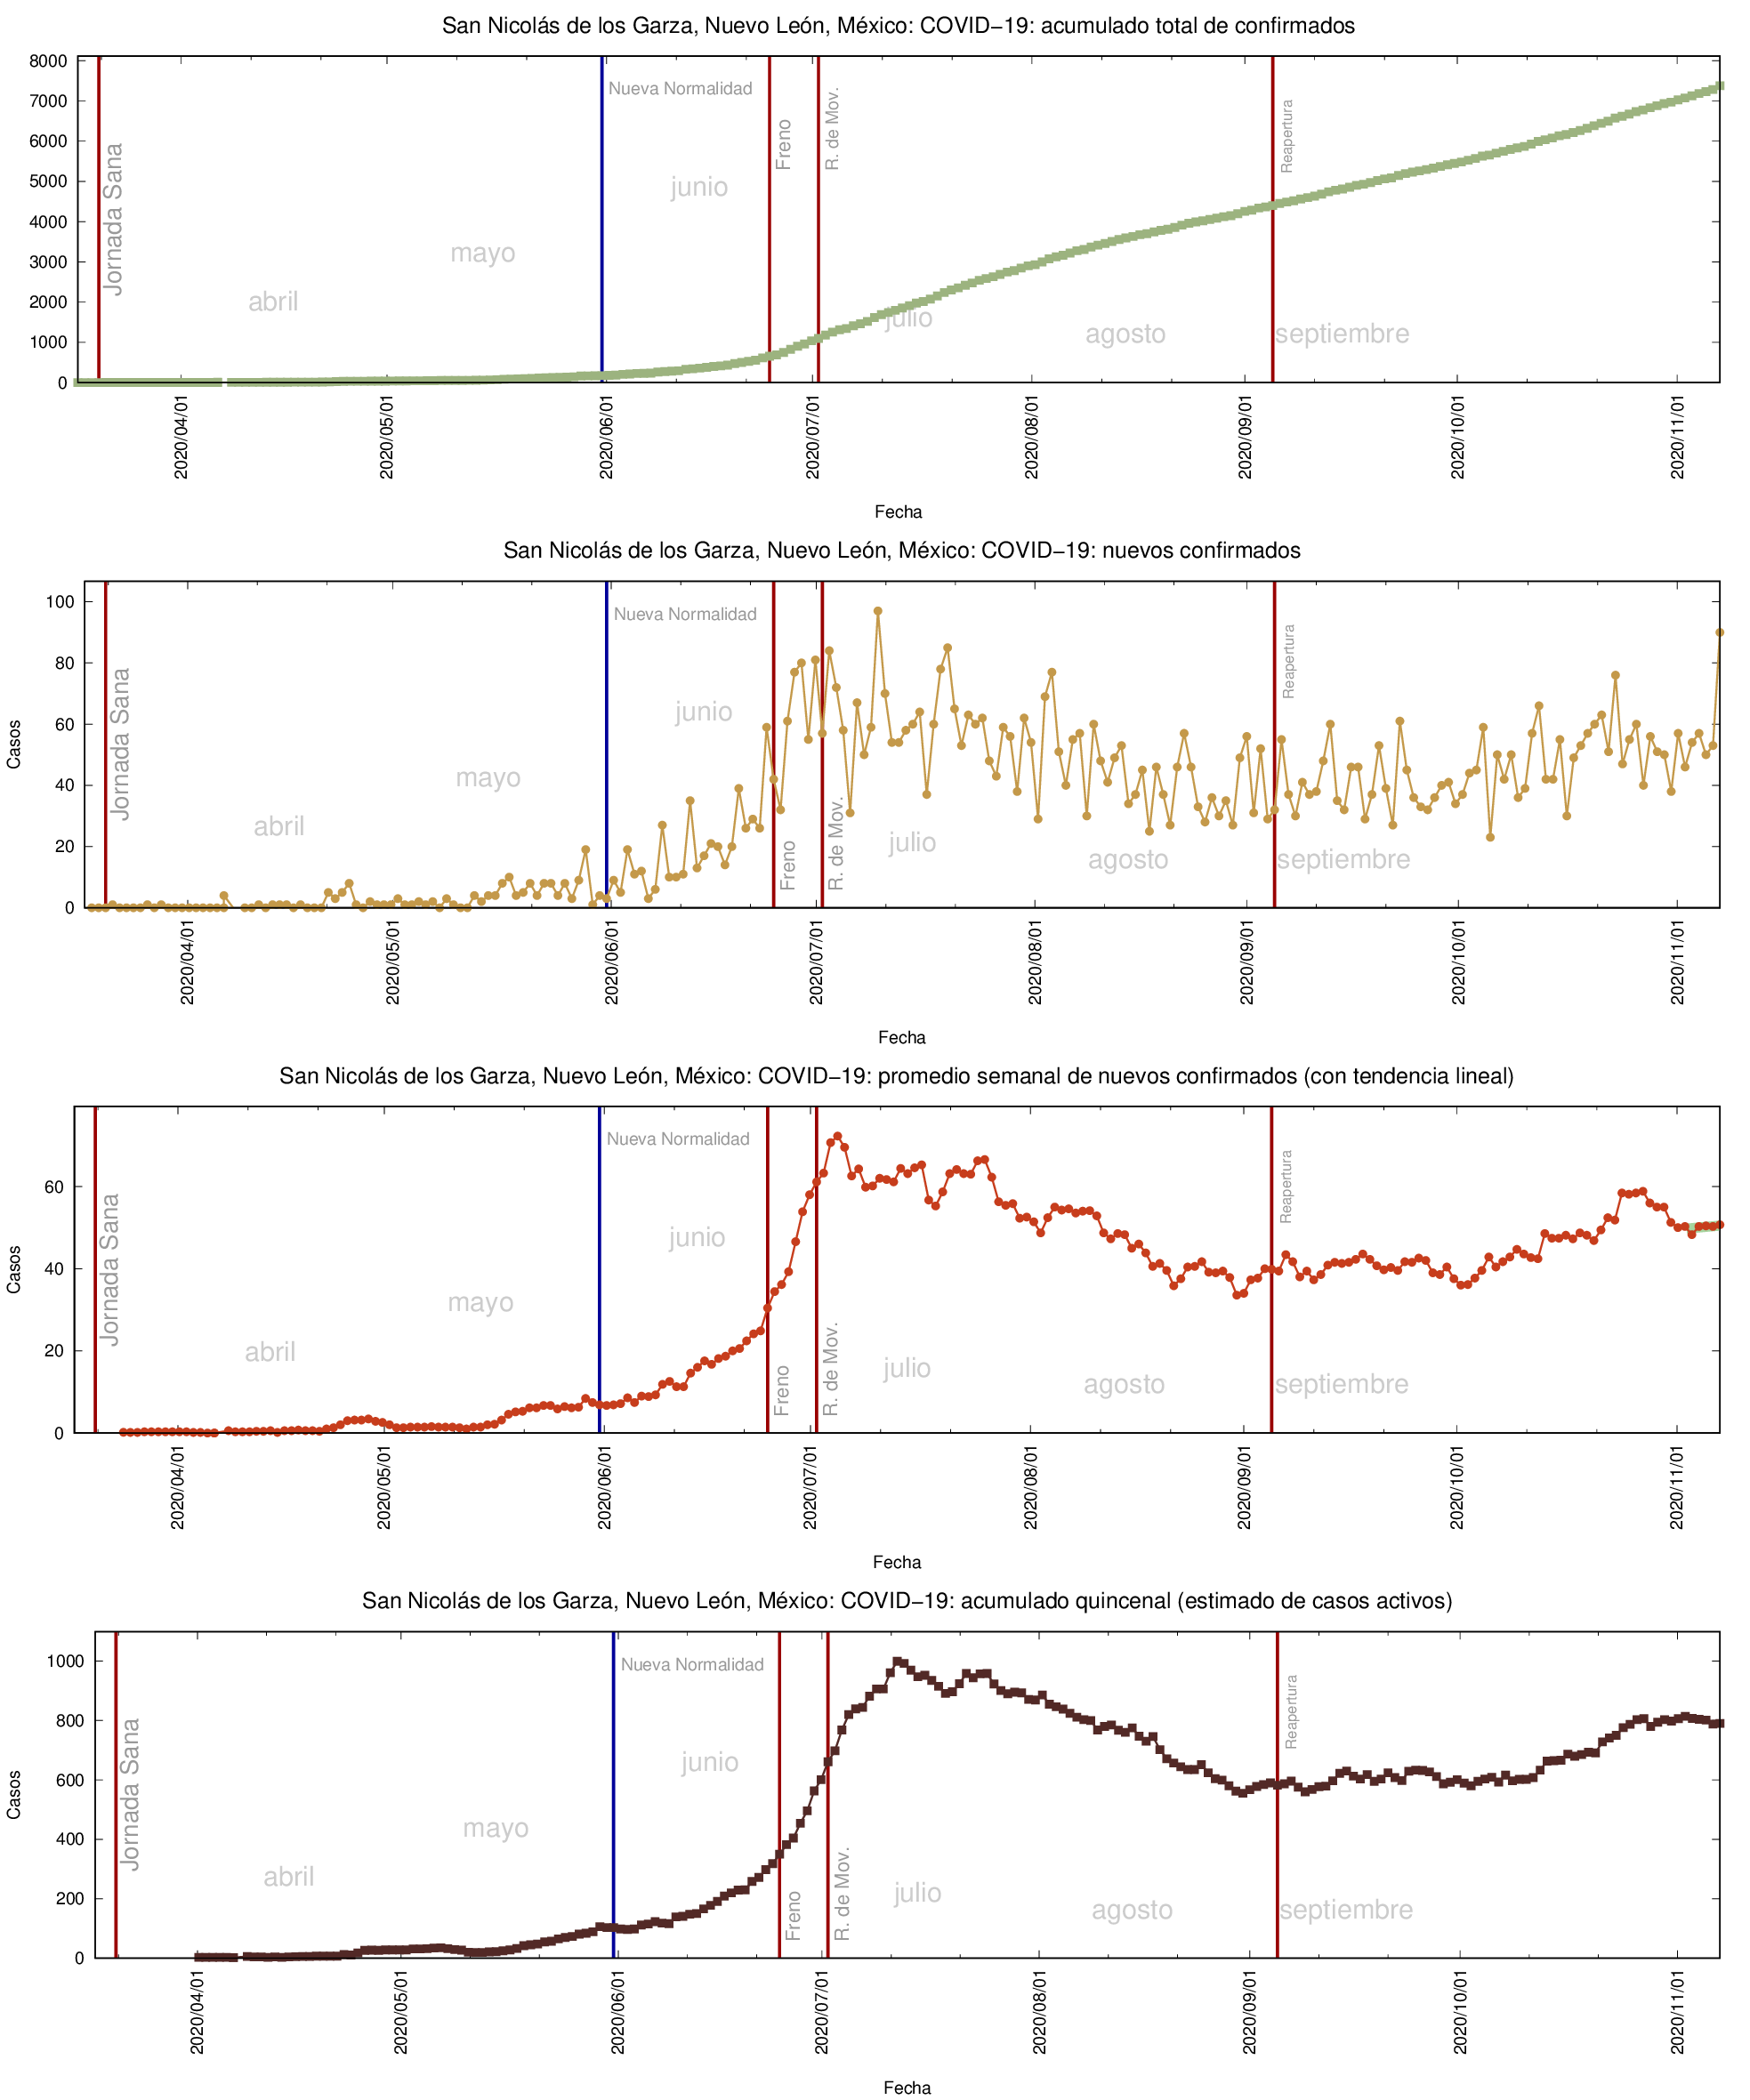 San Nicolás de los Garza, Nuevo León, México: COVID−19: acumulado total de confirmados
8000
7000
6000
5000
4000
3000
2000
1000
0
Jornada Sana
abril
mayo
Nueva Normalidad
junio
Freno
R. de Mov.
julio
agosto
Reapertura
septiembre
2020/04/01
2020/05/01
2020/06/01
2020/07/01
2020/08/01
2020/09/01
2020/10/01
2020/11/01
Fecha
San Nicolás de los Garza, Nuevo León, México: COVID−19: nuevos confirmados
Casos
100
80
60
40
20
0
Jornada Sana
abril
mayo
Nueva Normalidad
junio
Freno
R. de Mov.
julio
agosto
Reapertura
septiembre
2020/04/01
2020/05/01
2020/06/01
2020/07/01
2020/08/01
2020/09/01
2020/10/01
2020/11/01
Fecha
San Nicolás de los Garza, Nuevo León, México: COVID−19: promedio semanal de nuevos confirmados (con tendencia lineal)
Casos
60
40
20
0
Jornada Sana
abril
mayo
Nueva Normalidad
junio
Freno
R. de Mov.
julio
agosto
Reapertura
septiembre
2020/04/01
2020/05/01
2020/06/01
2020/07/01
2020/08/01
2020/09/01
2020/10/01
2020/11/01
Fecha
San Nicolás de los Garza, Nuevo León, México: COVID−19: acumulado quincenal (estimado de casos activos)
Casos
1000
800
600
400
200
0
Jornada Sana
abril
mayo
Nueva Normalidad
junio
Freno
R. de Mov.
julio
agosto
Reapertura
septiembre
2020/04/01
2020/05/01
2020/06/01
2020/07/01
2020/08/01
2020/09/01
2020/10/01
2020/11/01
Fecha